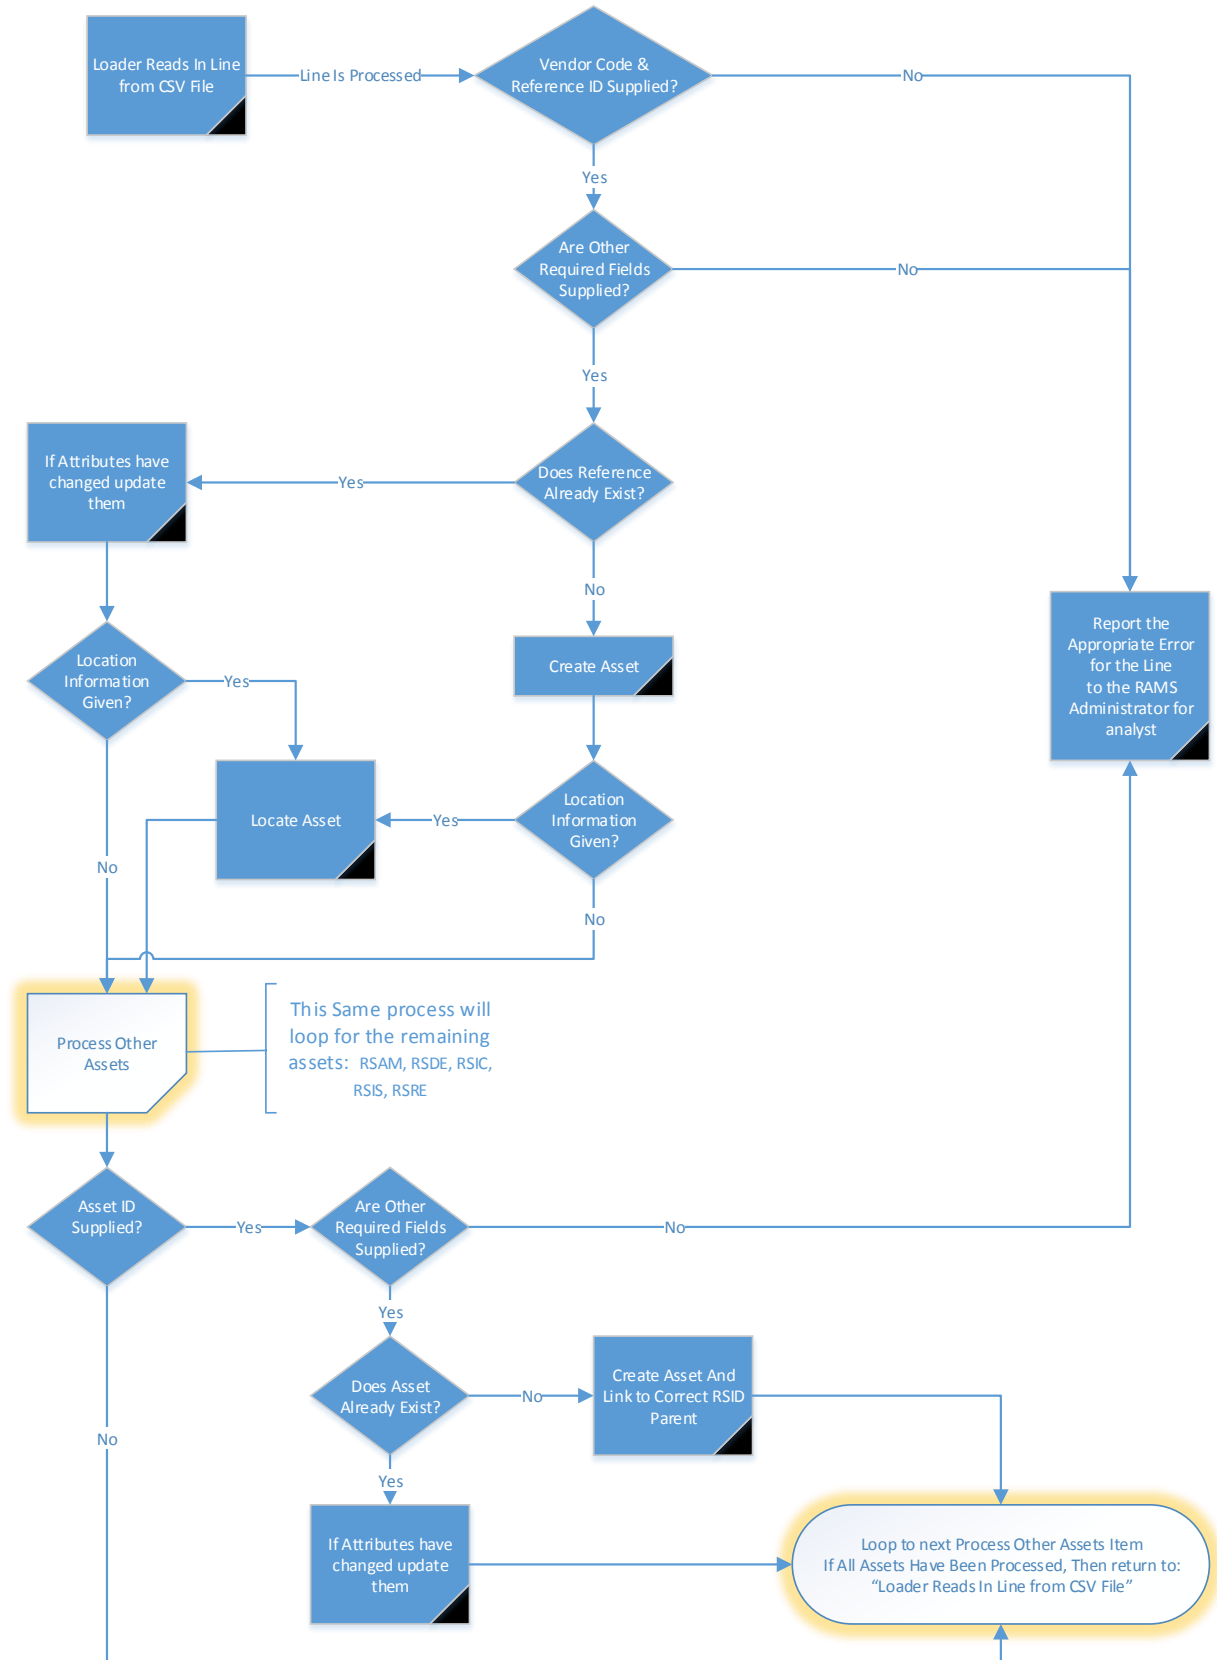 Loader Reads In Line
from CSV File
Line Is Processed
Vendor Code &
Reference ID Supplied?
No
Yes
Are Other
Required Fields
Supplied?
No
Yes
If Attributes have
changed update
them
Yes
Does Reference
Already Exist?
No
Report the
Appropriate Error
for the Line
to the RAMS
Administrator for
analyst
Location
Information
Given?
Yes
Create Asset
Locate Asset
Yes
Location
Information
Given?
No
No
Process Other
Assets
This Same process will
loop for the remaining
assets: RSAM, RSDE, RSIC,
RSIS, RSRE
Asset ID
Supplied?
Yes
Are Other
Required Fields
Supplied?
No
Yes
Does Asset
Already Exist?
No
Create Asset And
Link to Correct RSID
Parent
No
Yes
If Attributes have
changed update
them
Loop to next Process Other Assets Item
If All Assets Have Been Processed, Then return to:
“Loader Reads In Line from CSV File”